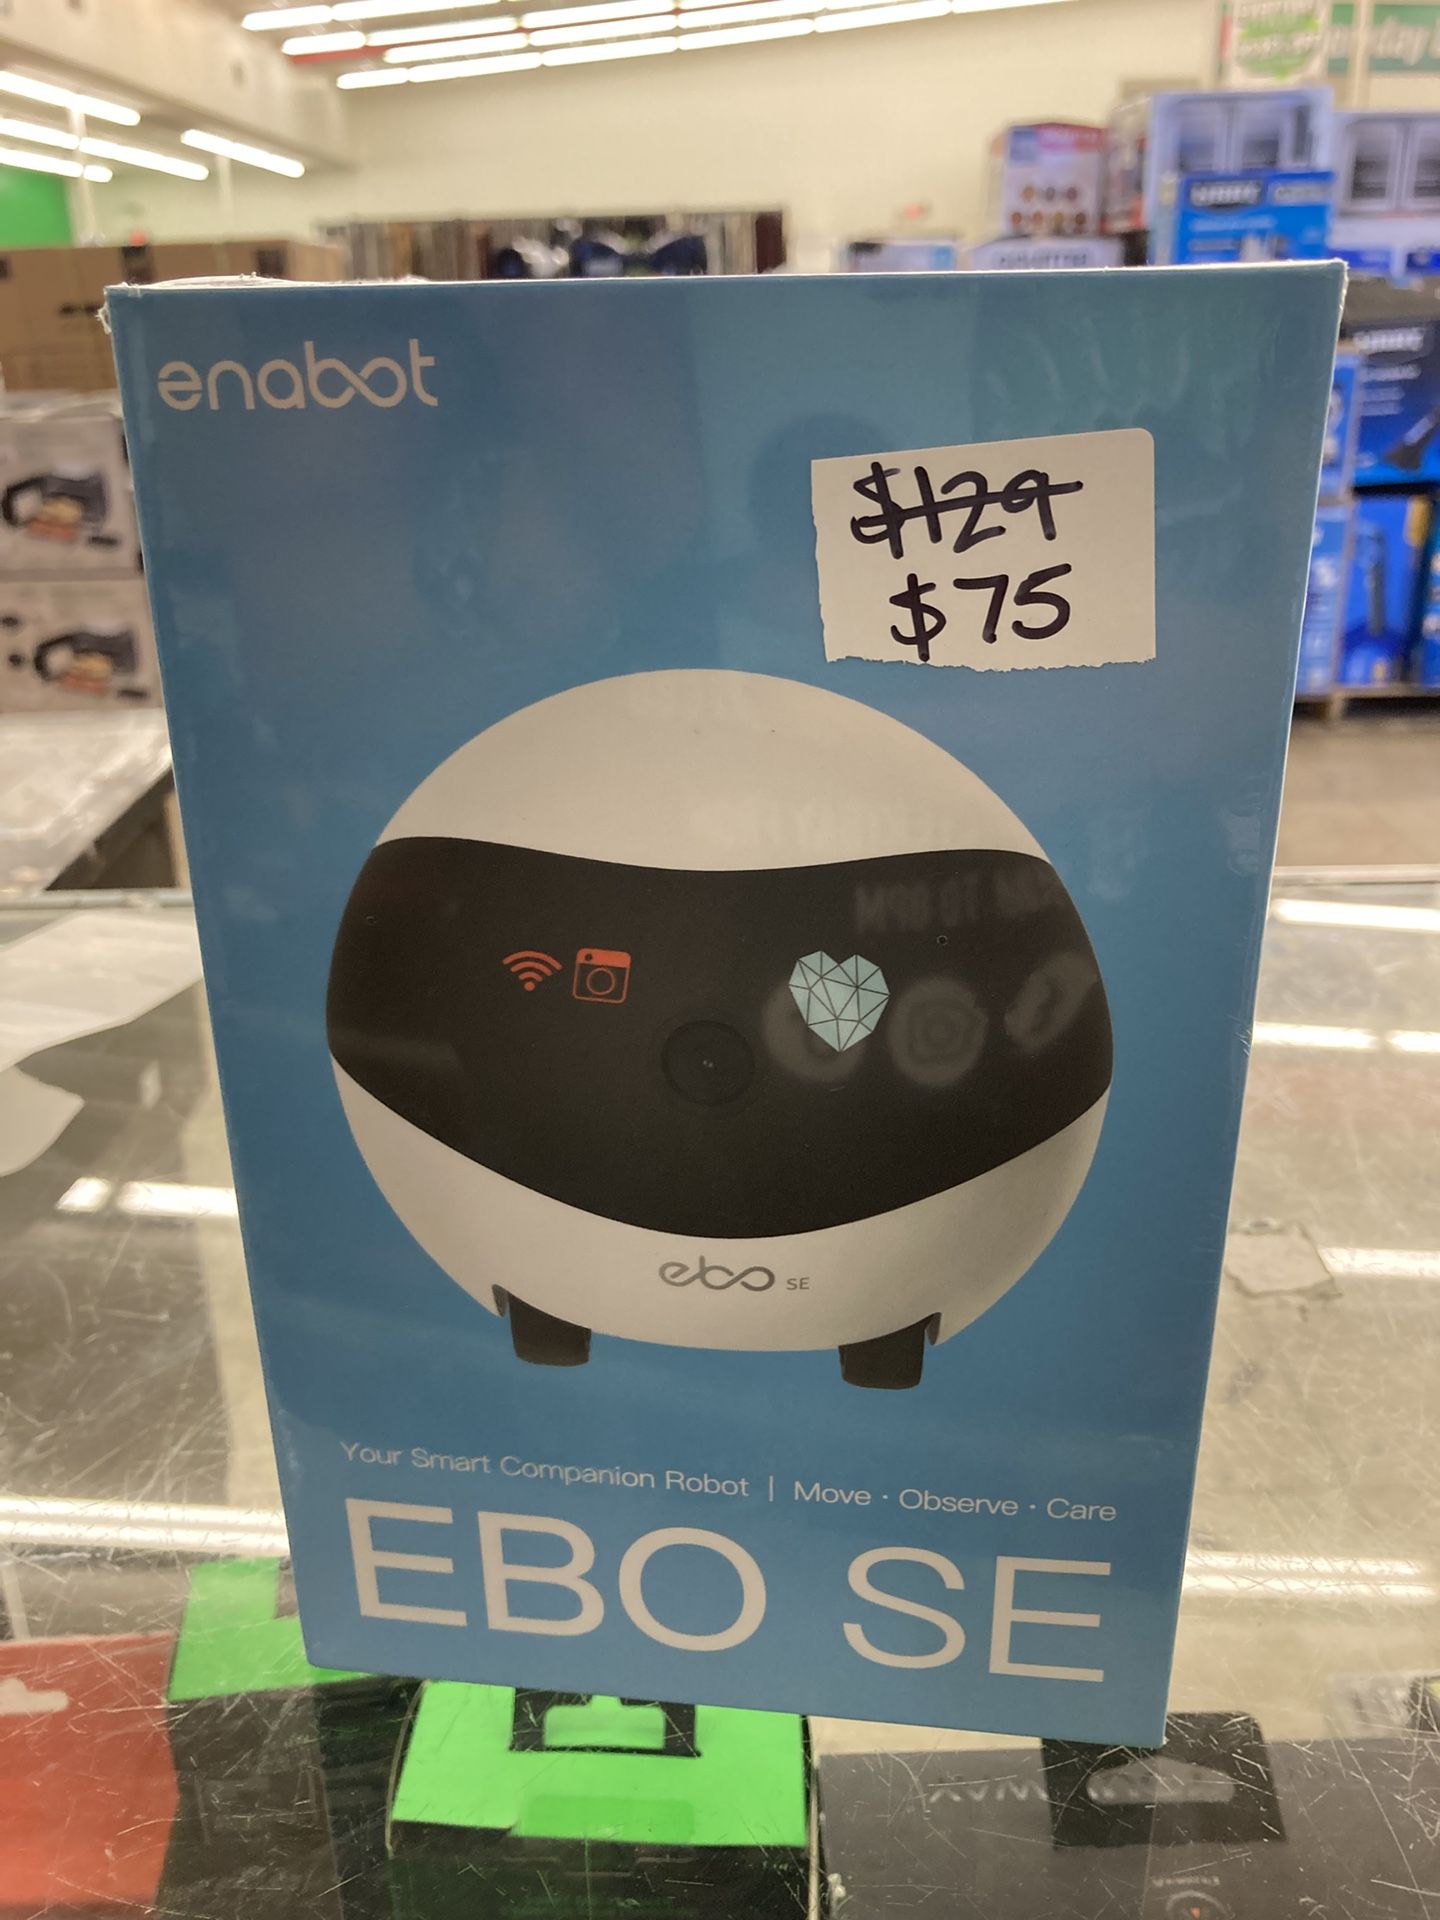 enabot
$129
$75
ebo SE
Your Smart Companion Robot | Move · Observe · Care
EBO SE